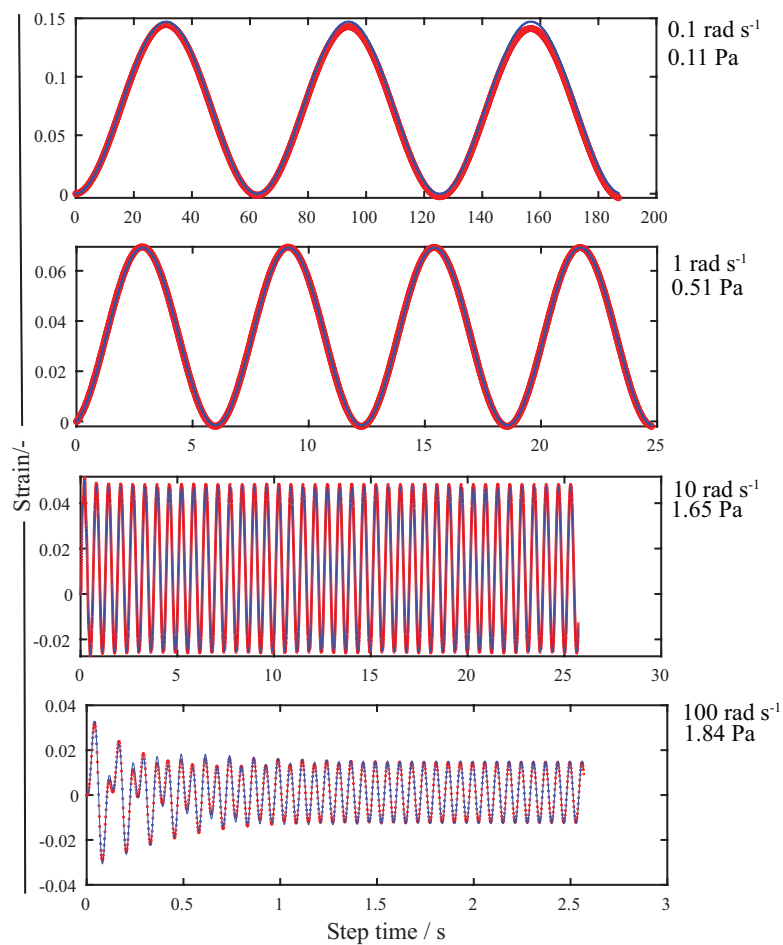 0.15
0.1
0.05
0
0 20 40 60 80 100 120 140 160 180 200
0.1 rad s⁻¹
0.11 Pa
0.06
0.04
0.02
0
0 5 10 15 20 25
1 rad s⁻¹
0.51 Pa
Strain/-
0.04
0.02
0
-0.02
0 5 10 15 20 25 30
10 rad s⁻¹
1.65 Pa
0.04
0.02
0
-0.02
-0.04
0 0.5 1 1.5 2 2.5 3
100 rad s⁻¹
1.84 Pa
Step time / s